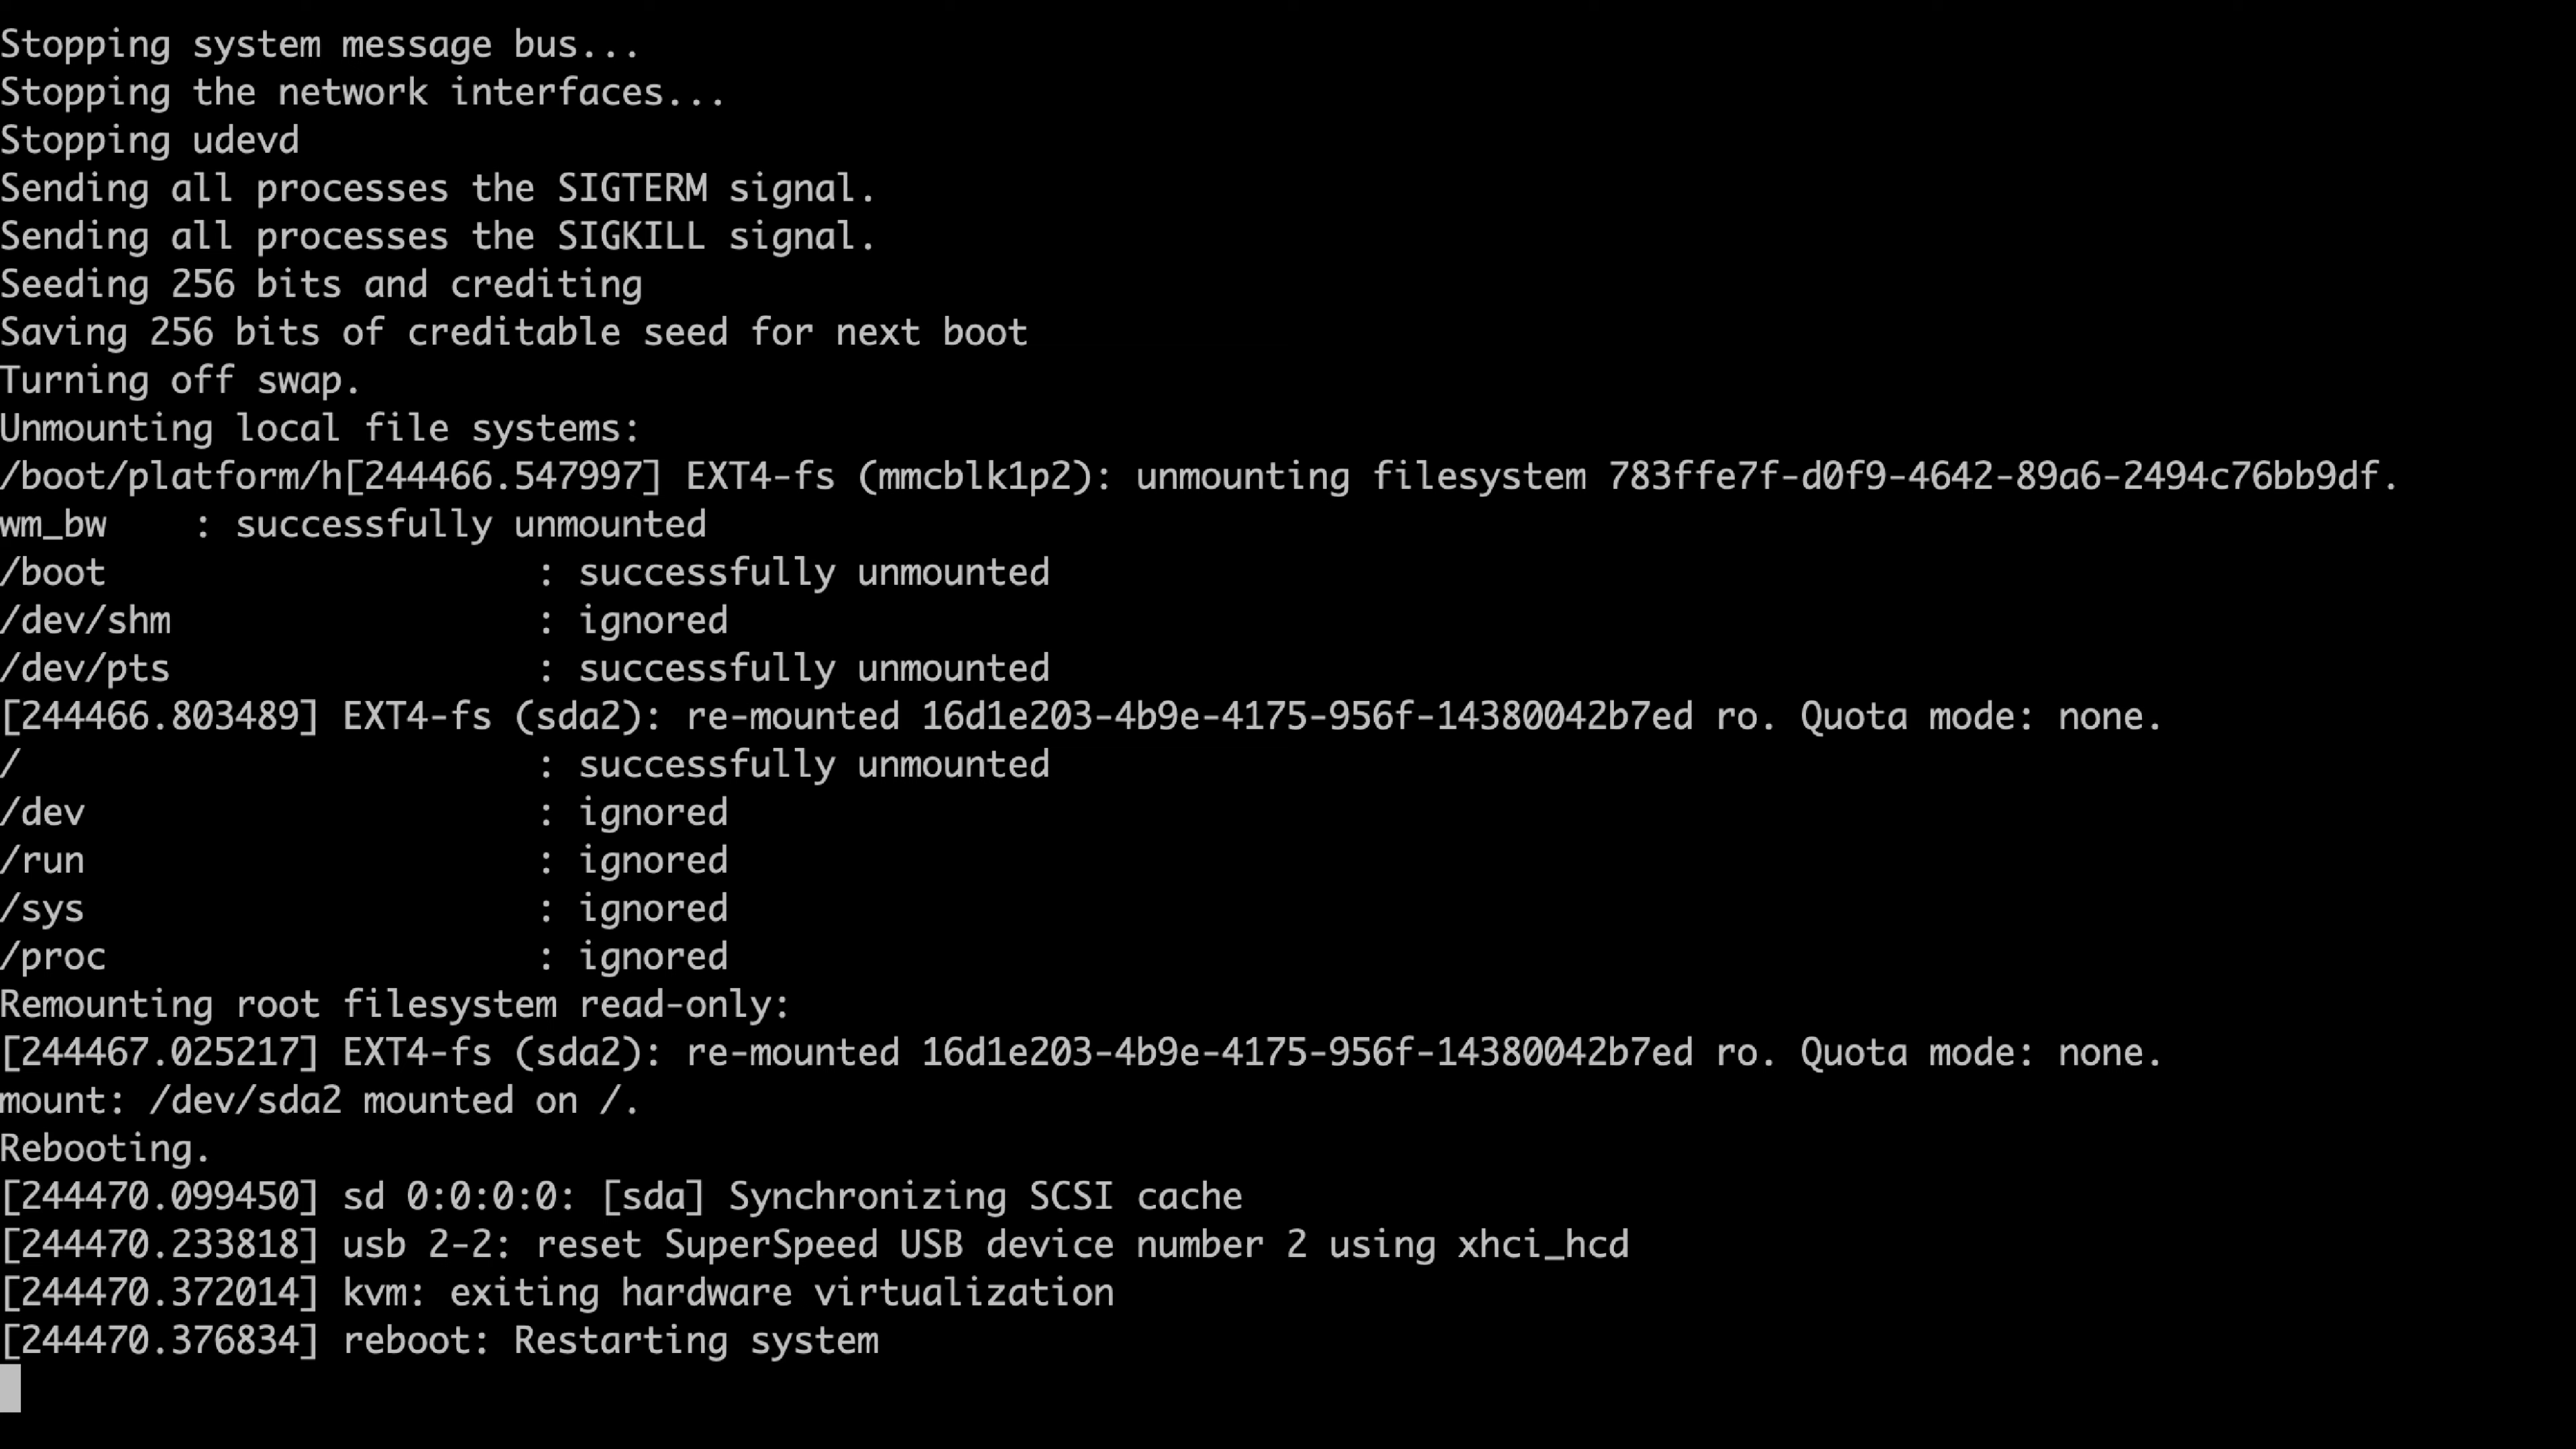 Stopping system message bus...
Stopping the network interfaces...
Stopping udevd
Sending all processes the SIGTERM signal.
Sending all processes the SIGKILL signal.
Seeding 256 bits and crediting
Saving 256 bits of creditable seed for next boot
Turning off swap.
Unmounting local file systems:
/boot/platform/h[244466.547997] EXT4-fs (mmcblk1p2): unmounting filesystem 783ffe7f-d0f9-4642-89a6-2494c76bb9df.
wm_bw    : successfully unmounted
/boot                    : successfully unmounted
/dev/shm                 : ignored
/dev/pts                 : successfully unmounted
[244466.803489] EXT4-fs (sda2): re-mounted 16d1e203-4b9e-4175-956f-14380042b7ed ro. Quota mode: none.
/                        : successfully unmounted
/dev                     : ignored
/run                     : ignored
/sys                     : ignored
/proc                    : ignored
Remounting root filesystem read-only:
[244467.025217] EXT4-fs (sda2): re-mounted 16d1e203-4b9e-4175-956f-14380042b7ed ro. Quota mode: none.
mount: /dev/sda2 mounted on /.
Rebooting.
[244470.099450] sd 0:0:0:0: [sda] Synchronizing SCSI cache
[244470.233818] usb 2-2: reset SuperSpeed USB device number 2 using xhci_hcd
[244470.372014] kvm: exiting hardware virtualization
[244470.376834] reboot: Restarting system